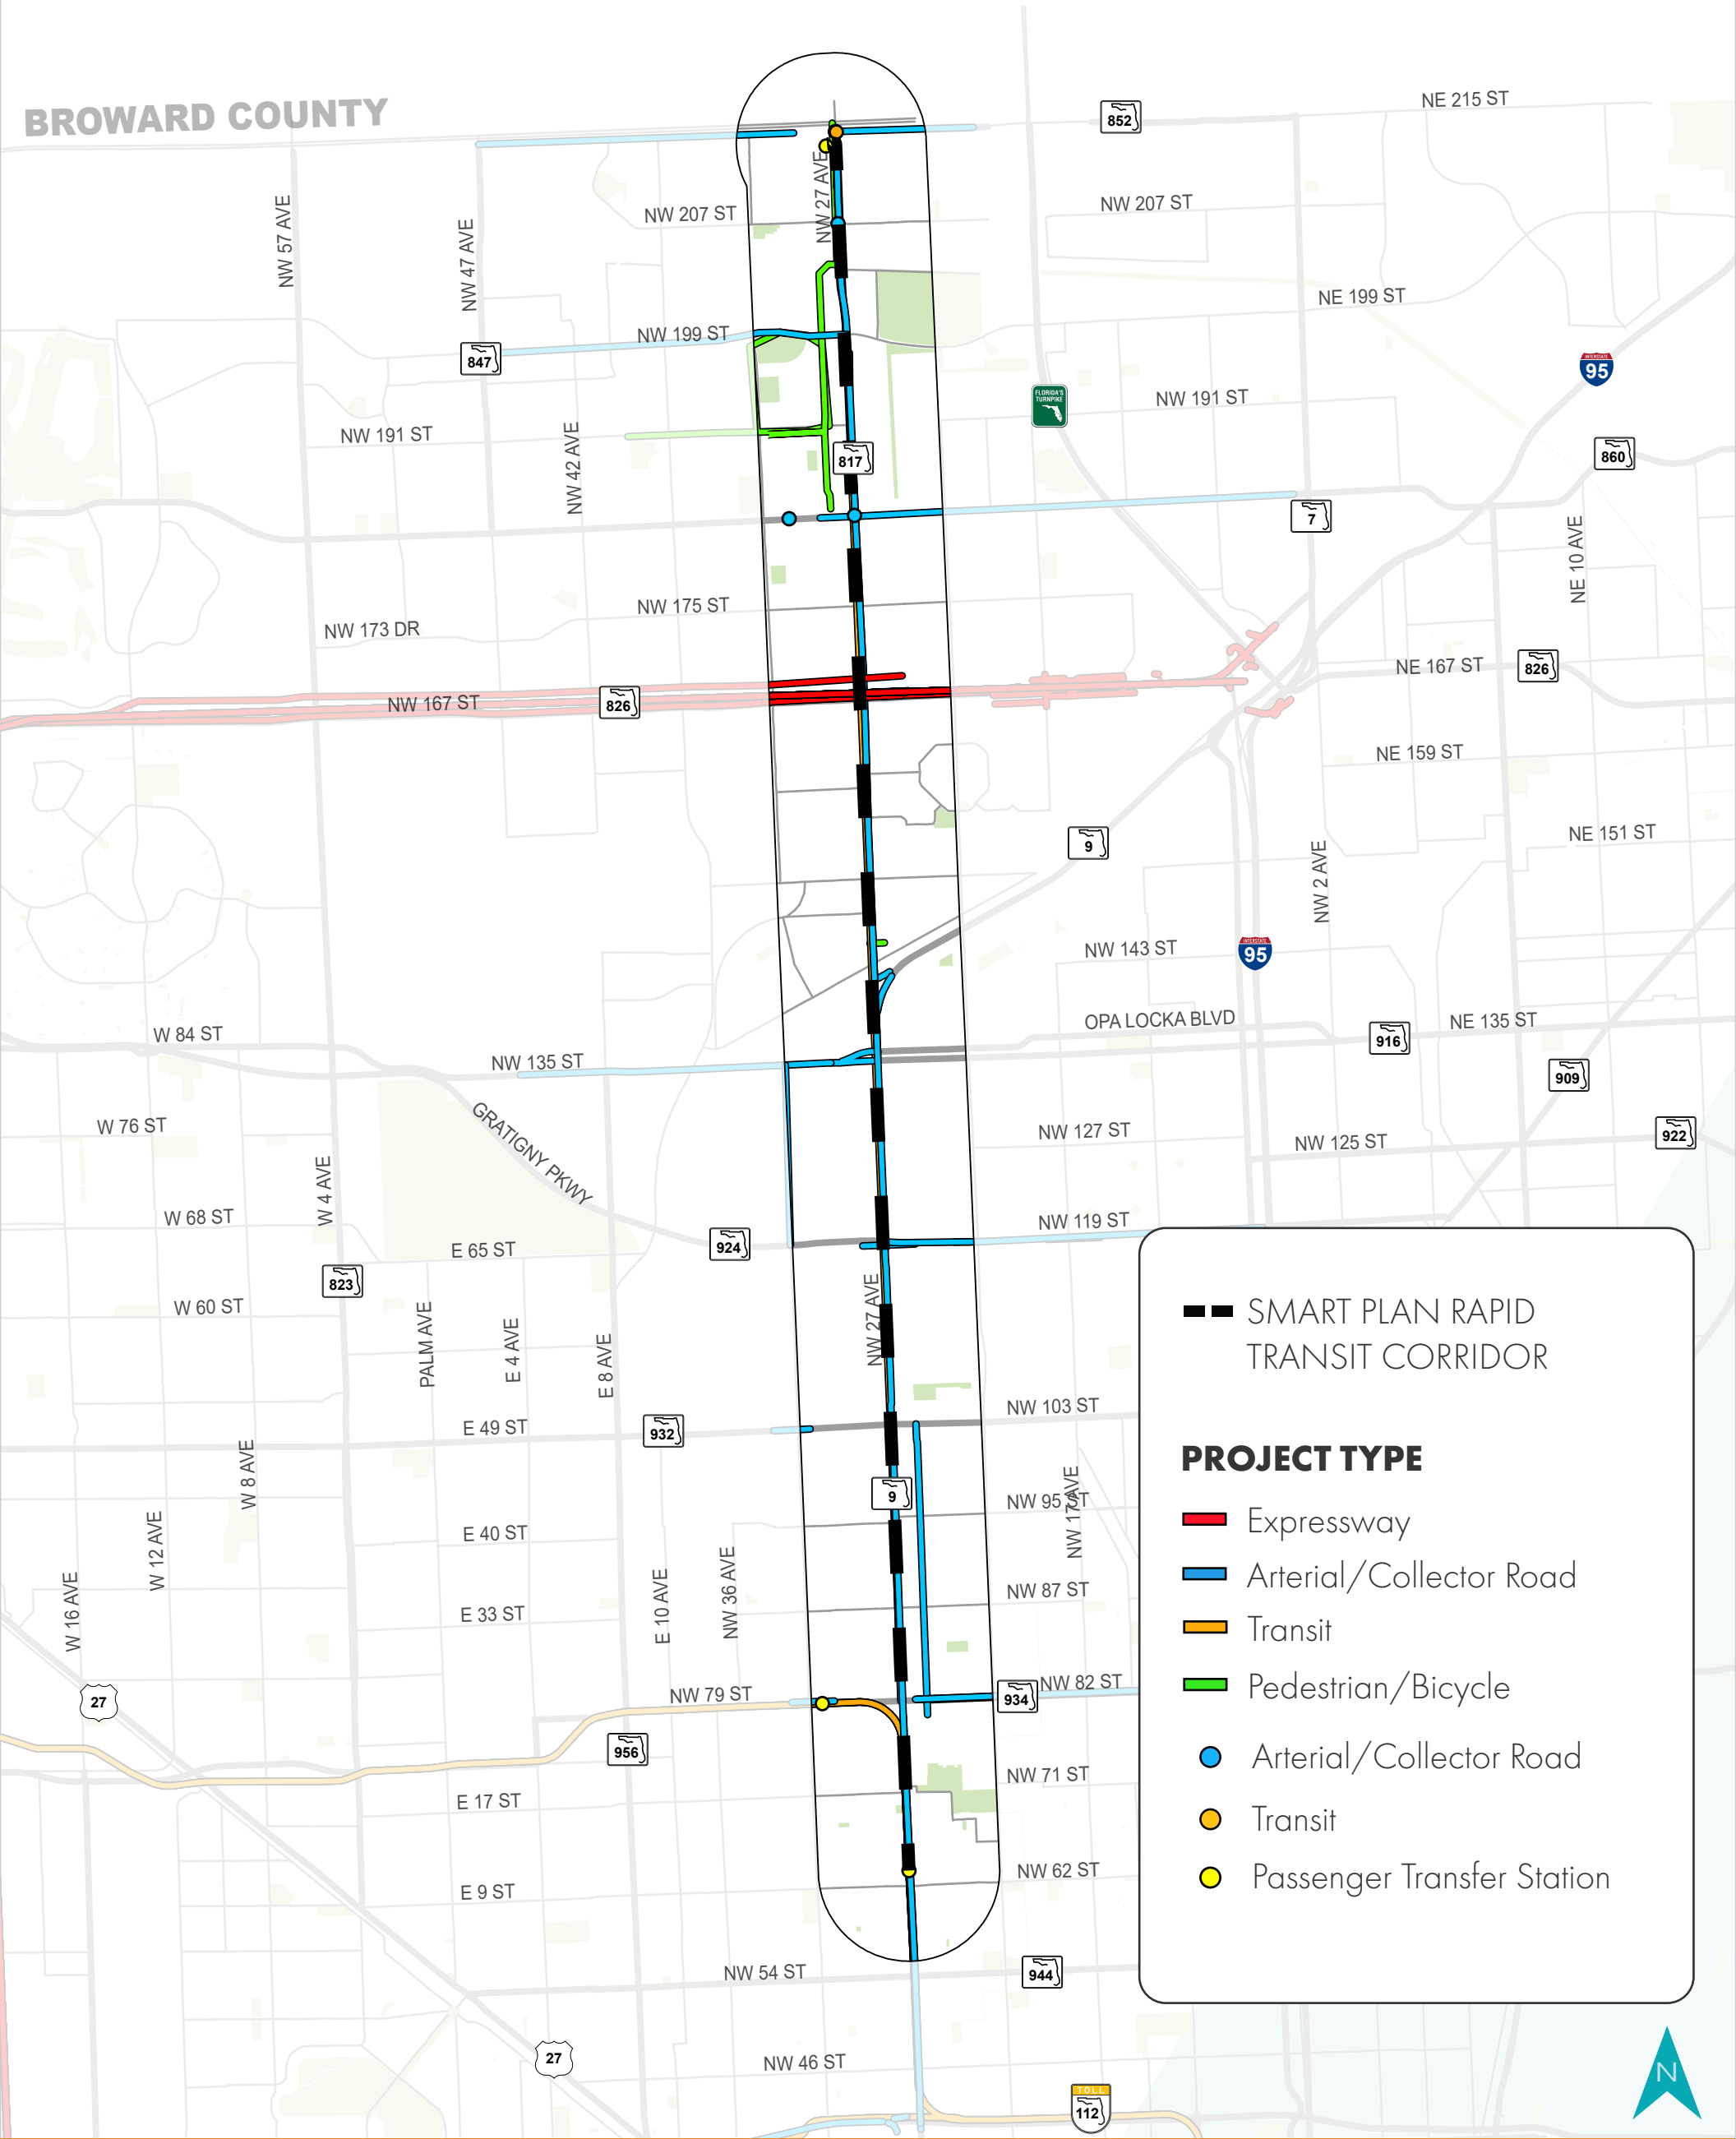 BROWARD COUNTY
852
NE 215 ST
NW 57 AVE
NW 47 AVE
NW 27 AVE
NW 207 ST
NW 207 ST
NE 199 ST
NW 199 ST
847
INTERSTATE
95
FLORIDA'S
TURNPIKE
NW 191 ST
NW 191 ST
NW 42 AVE
817
860
7
NE 10 AVE
NW 175 ST
NW 173 DR
NE 167 ST
826
NW 167 ST
826
NE 159 ST
9
NE 151 ST
NW 2 AVE
NW 143 ST
INTERSTATE
95
W 84 ST
OPA LOCKA BLVD
916
NE 135 ST
NW 135 ST
909
W 76 ST
GRATIGNY PKWY
NW 127 ST
NW 125 ST
922
W 4 AVE
W 68 ST
NW 119 ST
924
E 65 ST
823
W 60 ST
NW 27 AVE
PALM AVE
E 4 AVE
E 8 AVE
SMART PLAN RAPID
TRANSIT CORRIDOR
NW 103 ST
E 49 ST
932
W 8 AVE
PROJECT TYPE
9
NW 95 ST
NW 17 AVE
Expressway
W 12 AVE
E 40 ST
W 16 AVE
E 10 AVE
NW 36 AVE
Arterial/Collector Road
NW 87 ST
E 33 ST
Transit
NW 82 ST
Pedestrian/Bicycle
27
NW 79 ST
934
956
Arterial/Collector Road
NW 71 ST
E 17 ST
Transit
NW 62 ST
Passenger Transfer Station
E 9 ST
NW 54 ST
944
27
NW 46 ST
TOLL
112
N